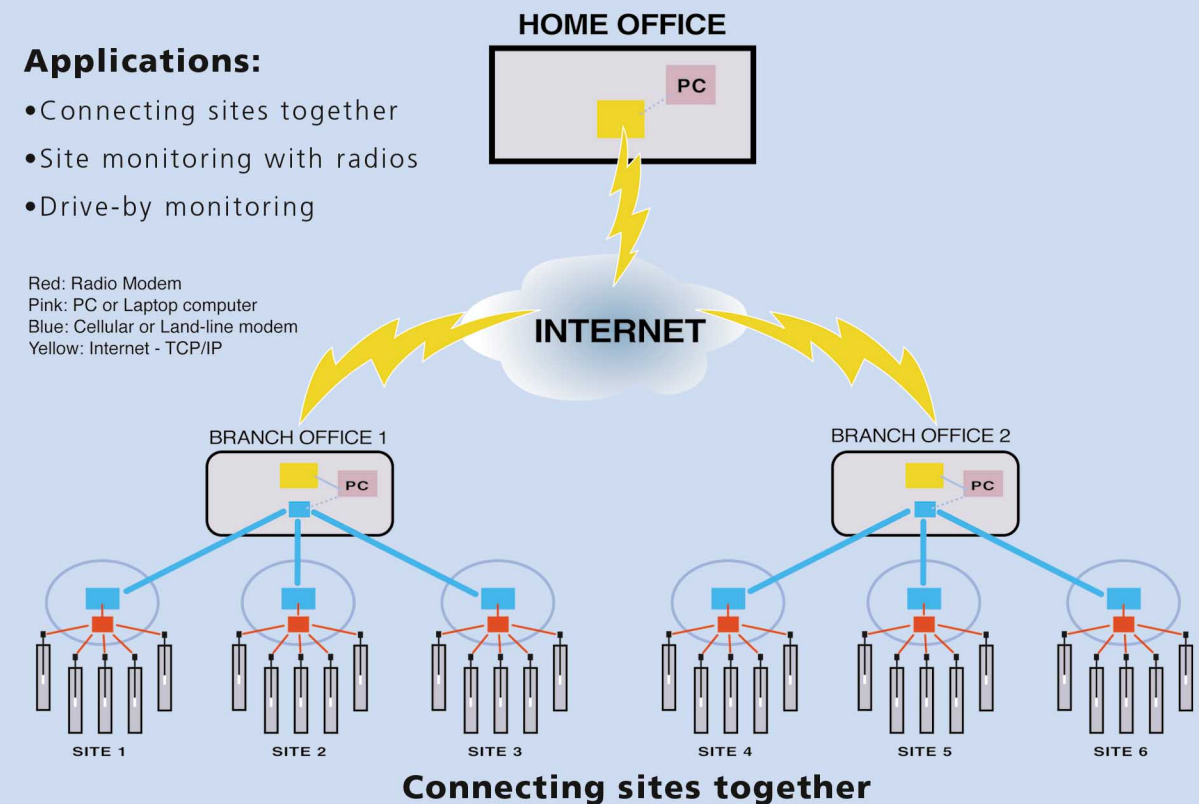 HOME OFFICE
PC
Applications:
•Connecting sites together
•Site monitoring with radios
•Drive-by monitoring
Red: Radio Modem
Pink: PC or Laptop computer
Blue: Cellular or Land-line modem
Yellow: Internet - TCP/IP
INTERNET
BRANCH OFFICE 1
PC
BRANCH OFFICE 2
PC
SITE 1
SITE 2
SITE 3
SITE 4
SITE 5
SITE 6
Connecting sites together